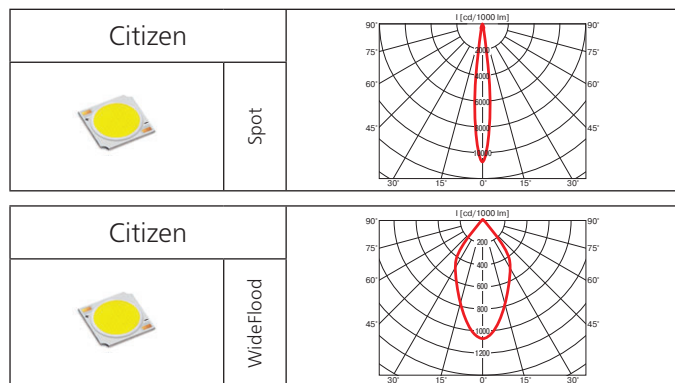 Citizen
Spot
I [cd/1000 lm]
90° 90°
75° 75°
60° 60°
45° 45°
2000
4000
6000
8000
10000
30° 15° 0° 15° 30°
Citizen
WideFlood
I [cd/1000 lm]
90° 90°
75° 75°
60° 60°
45° 45°
200
400
600
800
1000
1200
30° 15° 0° 15° 30°